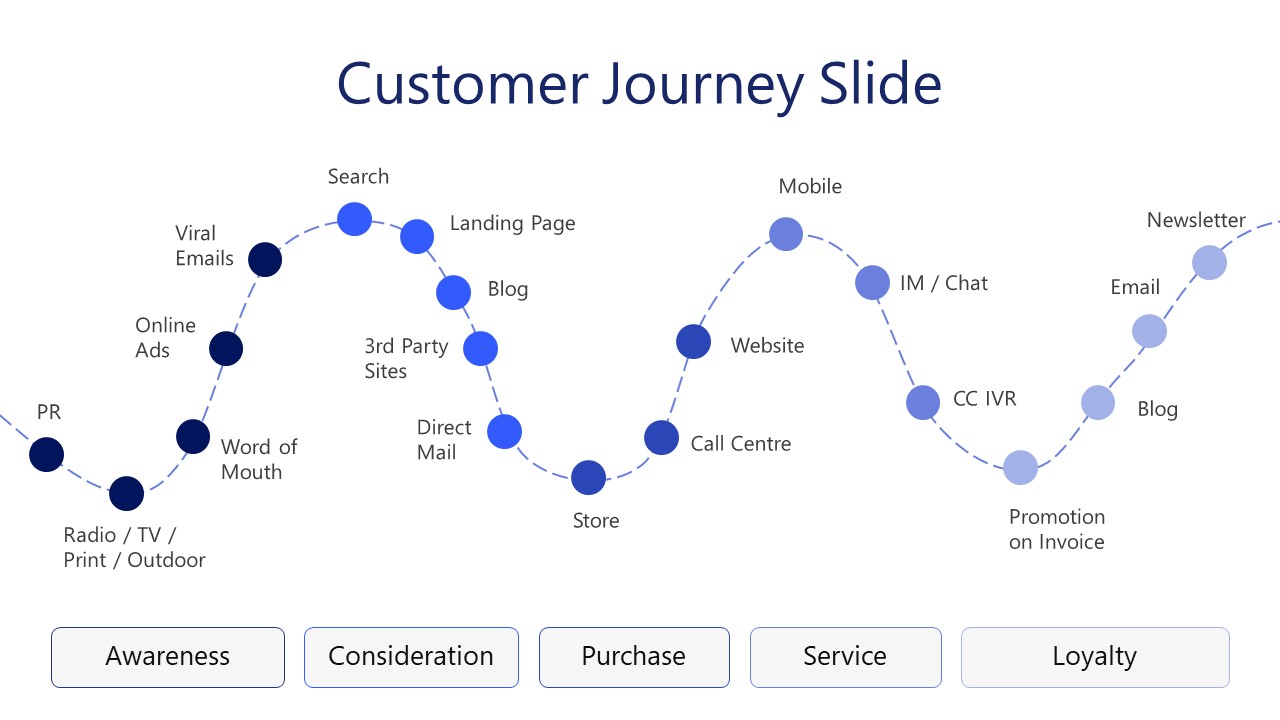 Customer Journey Slide
PR
Radio / TV /
Print / Outdoor
Word of
Mouth
Online
Ads
Viral
Emails
Search
Landing Page
Blog
3rd Party
Sites
Direct
Mail
Store
Call Centre
Website
Mobile
IM / Chat
CC IVR
Promotion
on Invoice
Blog
Email
Newsletter
Awareness
Consideration
Purchase
Service
Loyalty